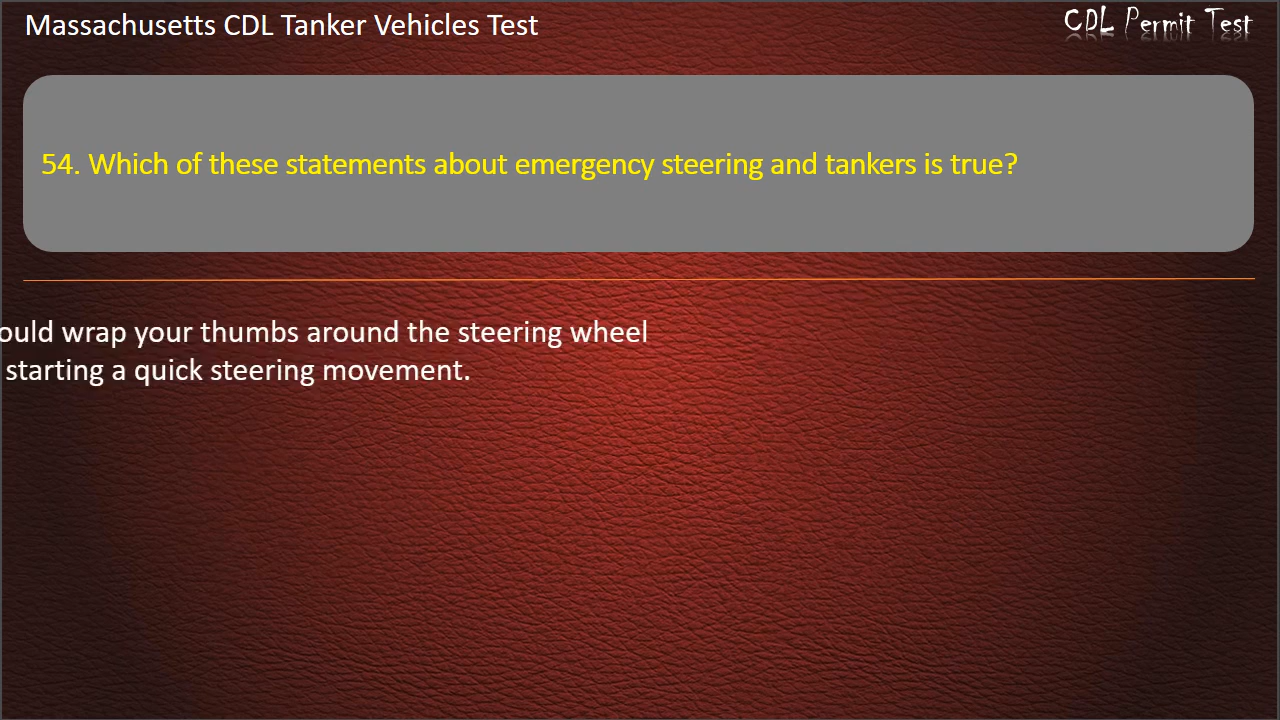 Massachusetts CDL Tanker Vehicles Test
CDL Permit Test
54. Which of these statements about emergency steering and tankers is true?
wrap your thumbs around the steering wheel
starting a quick steering movement.